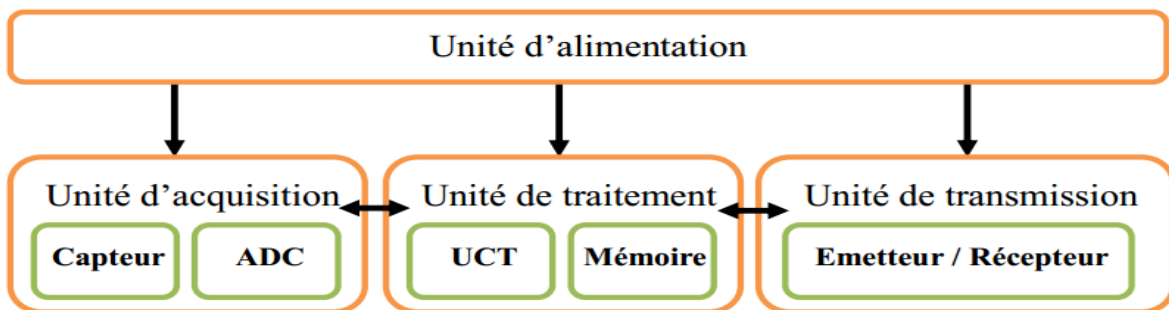 Unité d’alimentation
Unité d’acquisition
Capteur
ADC
Unité de traitement
UCT
Mémoire
Unité de transmission
Emetteur / Récepteur